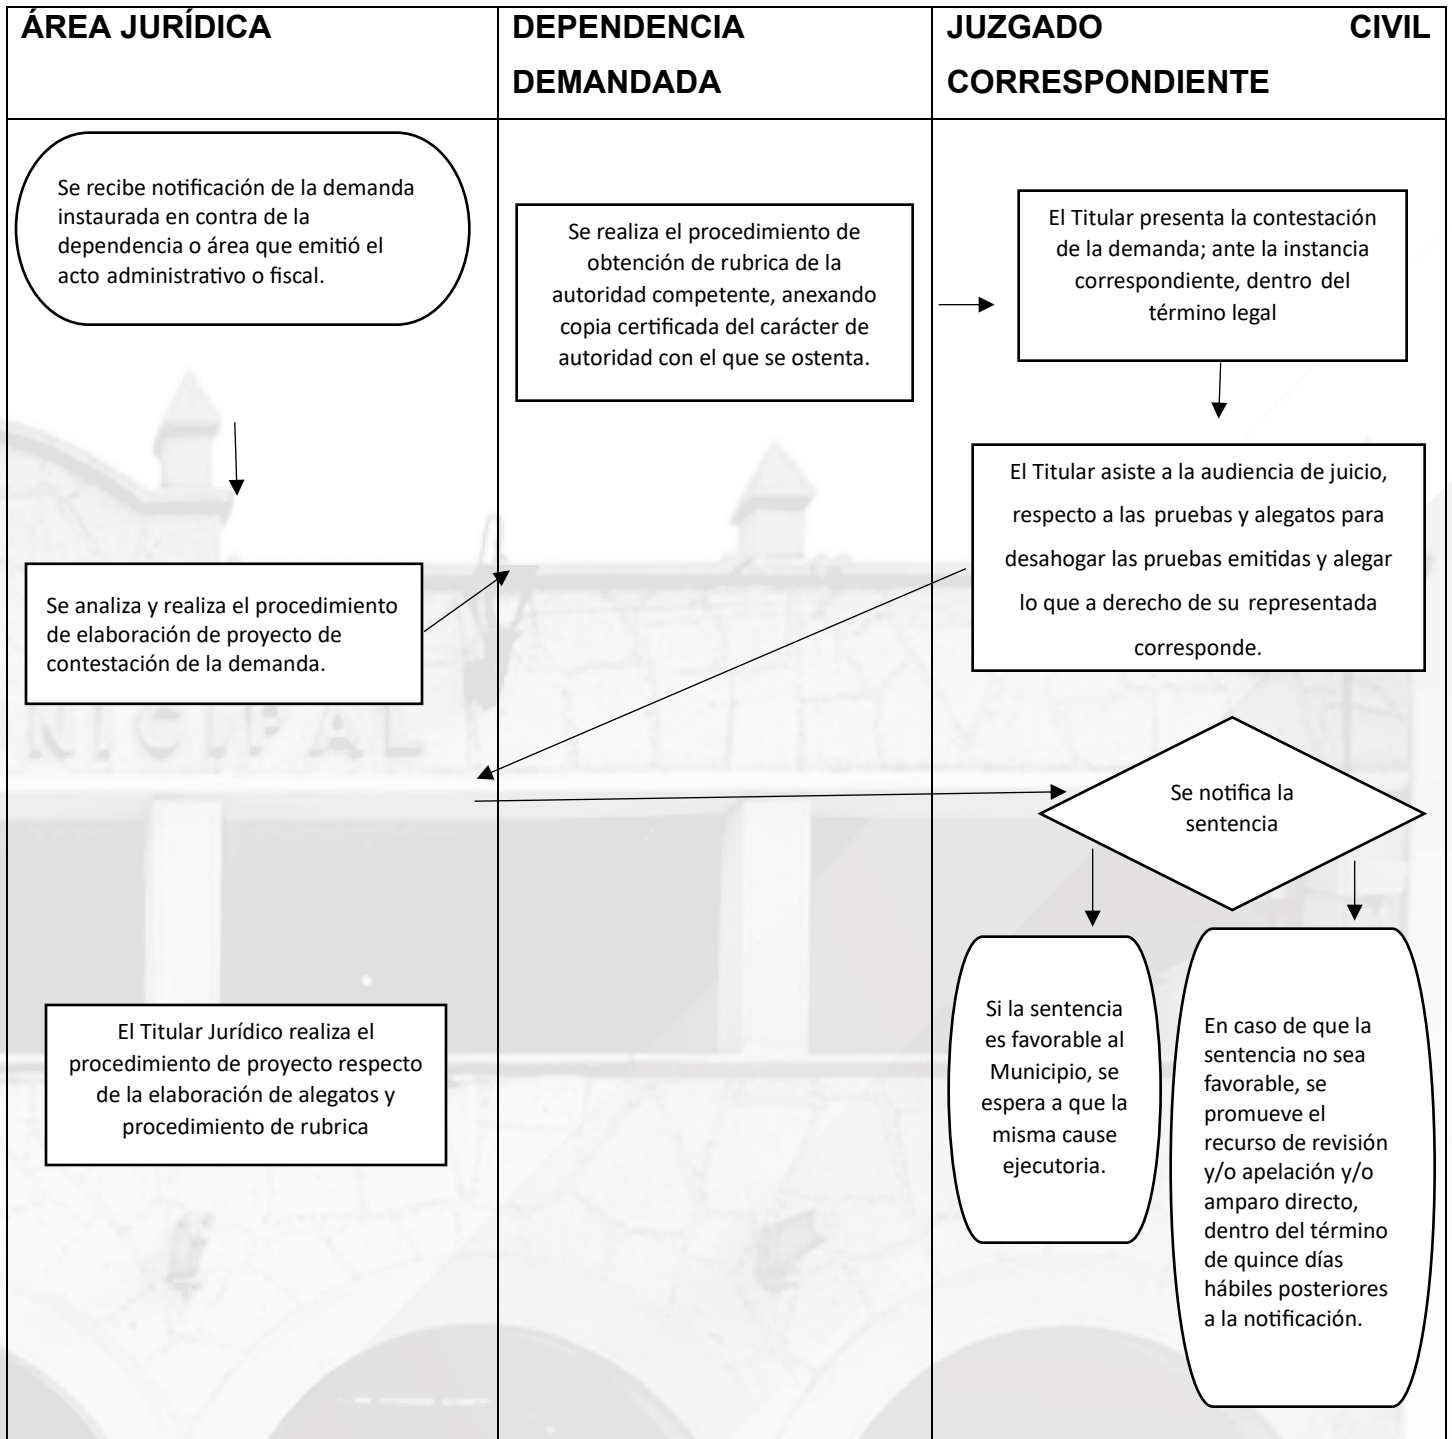 ÁREA JURÍDICA
DEPENDENCIA
DEMANDADA
JUZGADO CIVIL
CORRESPONDIENTE
Se recibe notificación de la demanda
instaurada en contra de la
dependencia o área que emitió el
acto administrativo o fiscal.
Se realiza el procedimiento de
obtención de rubrica de la
autoridad competente, anexando
copia certificada del carácter de
autoridad con el que se ostenta.
El Titular presenta la contestación
de la demanda; ante la instancia
correspondiente, dentro del
término legal
El Titular asiste a la audiencia de juicio,
respecto a las pruebas y alegatos para
desahogar las pruebas emitidas y alegar
lo que a derecho de su representada
corresponde.
Se analiza y realiza el procedimiento
de elaboración de proyecto de
contestación de la demanda.
NICIPAL
Se notifica la
sentencia
El Titular Jurídico realiza el
procedimiento de proyecto respecto
de la elaboración de alegatos y
procedimiento de rubrica
Si la sentencia
es favorable al
Municipio, se
espera a que la
misma cause
ejecutoria.
En caso de que la
sentencia no sea
favorable, se
promueve el
recurso de revisión
y/o apelación y/o
amparo directo,
dentro del término
de quince días
hábiles posteriores
a la notificación.